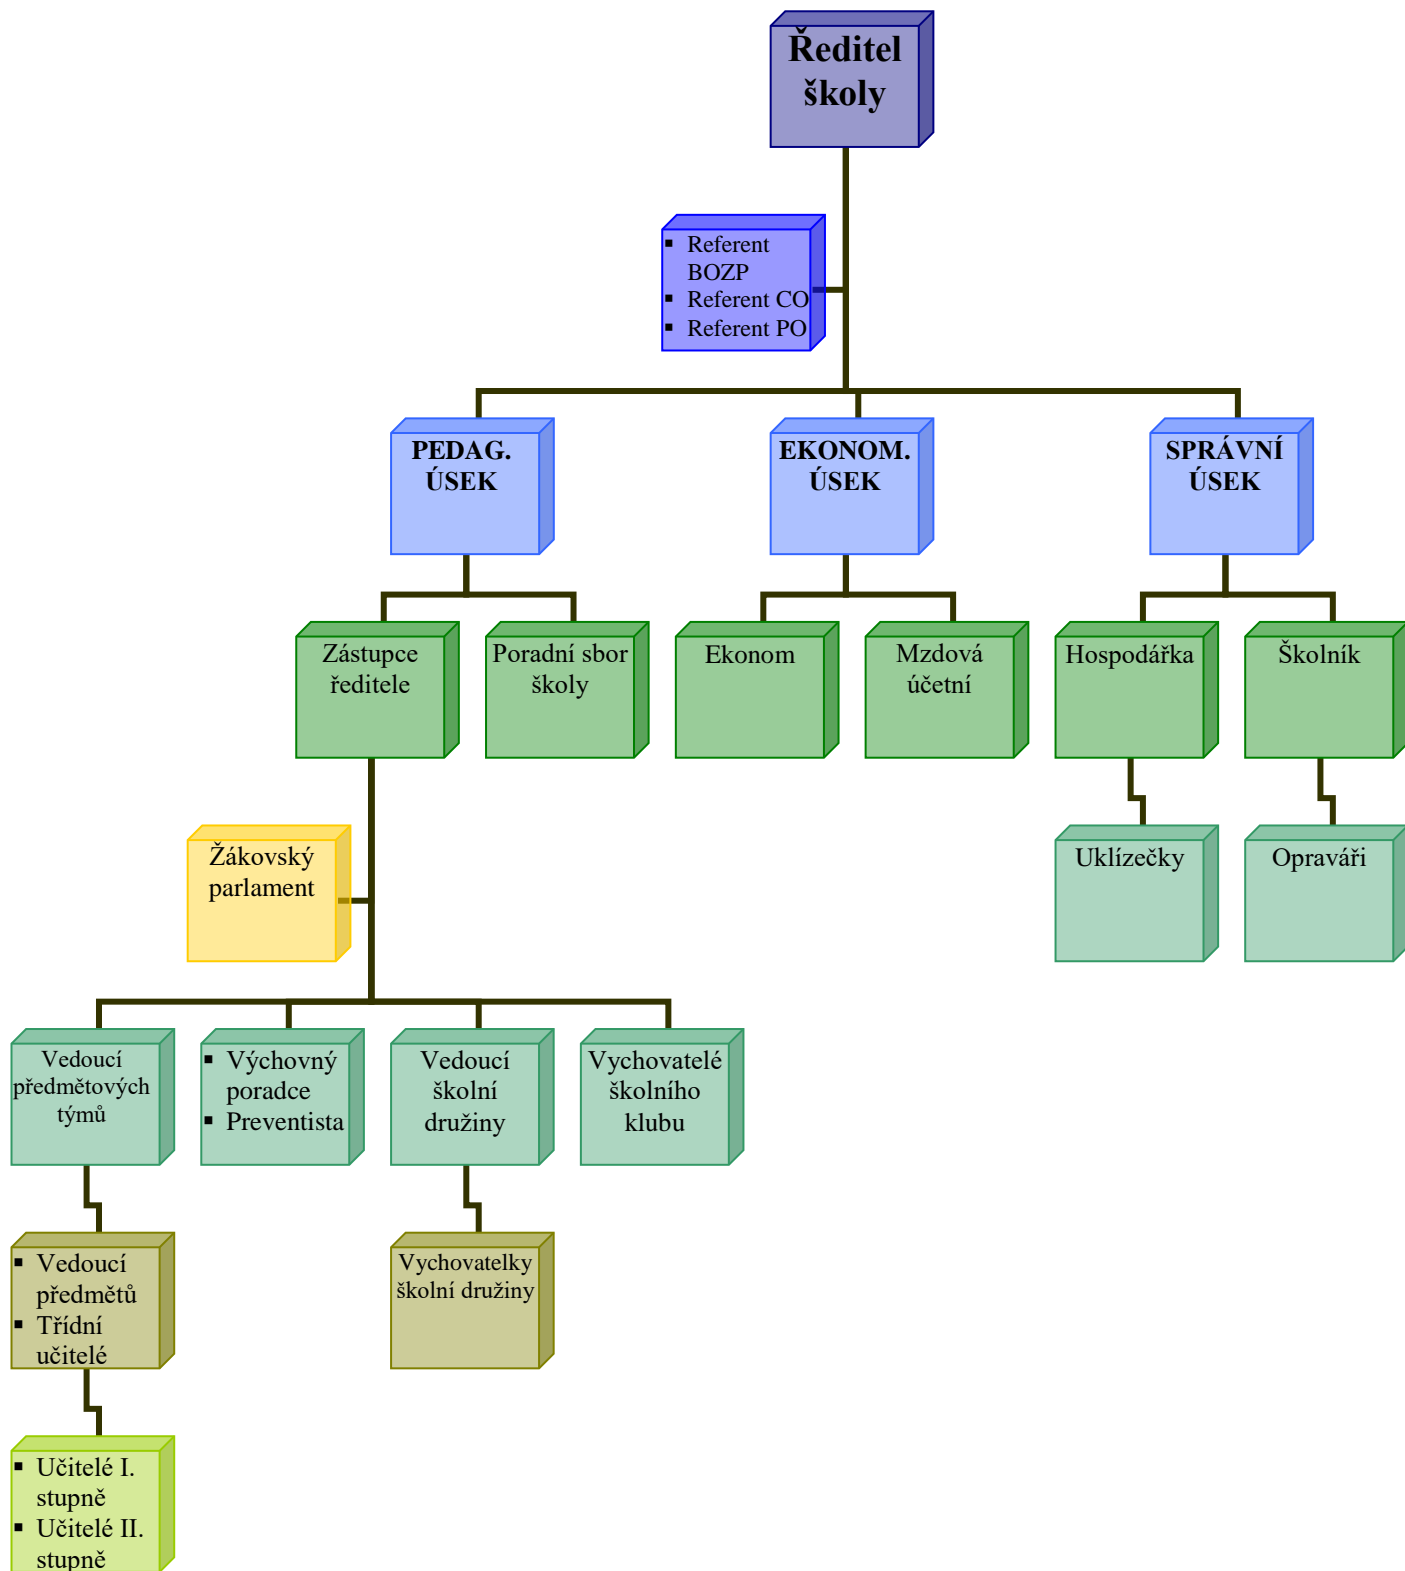 Ředitel
školy
▪ Referent
BOZP
▪ Referent CO
▪ Referent PO
PEDAG.
ÚSEK
EKONOM.
ÚSEK
SPRÁVNÍ
ÚSEK
Zástupce
ředitele
Poradní sbor
školy
Ekonom
Mzdová
účetní
Hospodářka
Školník
Žákovský
parlament
Uklízečky
Opraváři
Vedoucí
předmětových
týmů
▪ Výchovný
poradce
▪ Preventista
Vedoucí
školní
družiny
Vychovatelé
školního
klubu
▪ Vedoucí
předmětů
▪ Třídní
učitelé
Vychovatelky
školní družiny
▪ Učitelé I.
stupně
▪ Učitelé II.
stupně